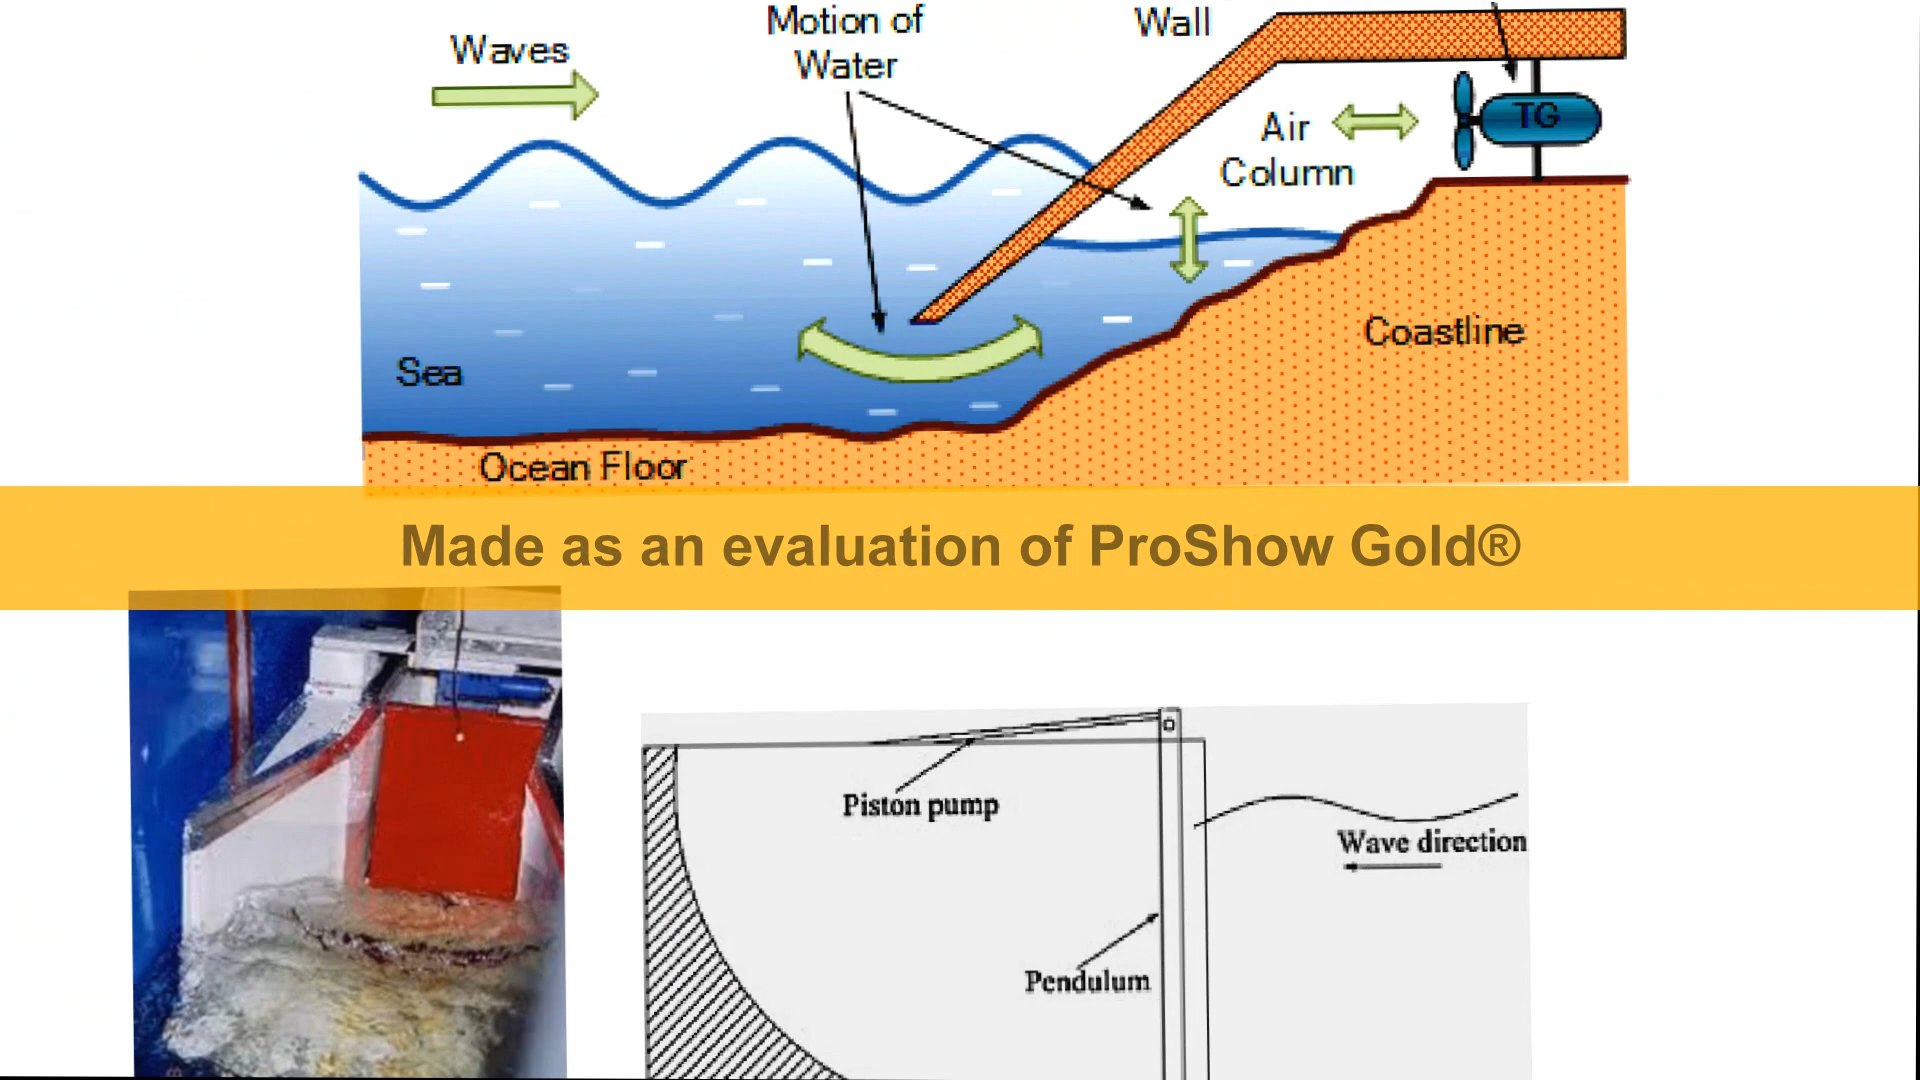 Waves
Motion of
Water
Wall
TG
Air
Column
Coastline
Sea
Ocean Floor
Made as an evaluation of ProShow Gold®
Piston pump
Wave direction
Pendulum